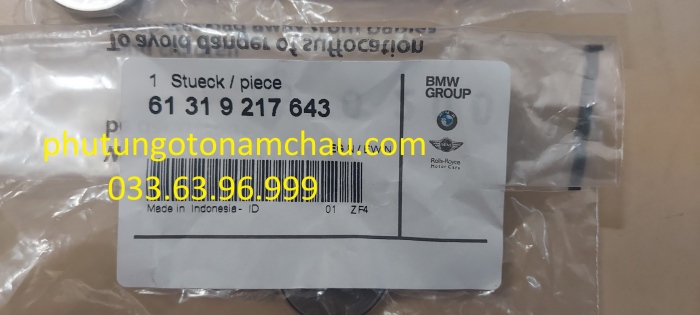 To avoid danger of suffocation
1 Stueck / piece
61 31 9 217 643
BMW
GROUP
Rolls-Royce
Motor Cars
phutungotonamchau.com
033.63.96.999
Made in Indonesia - ID
01 ZF4